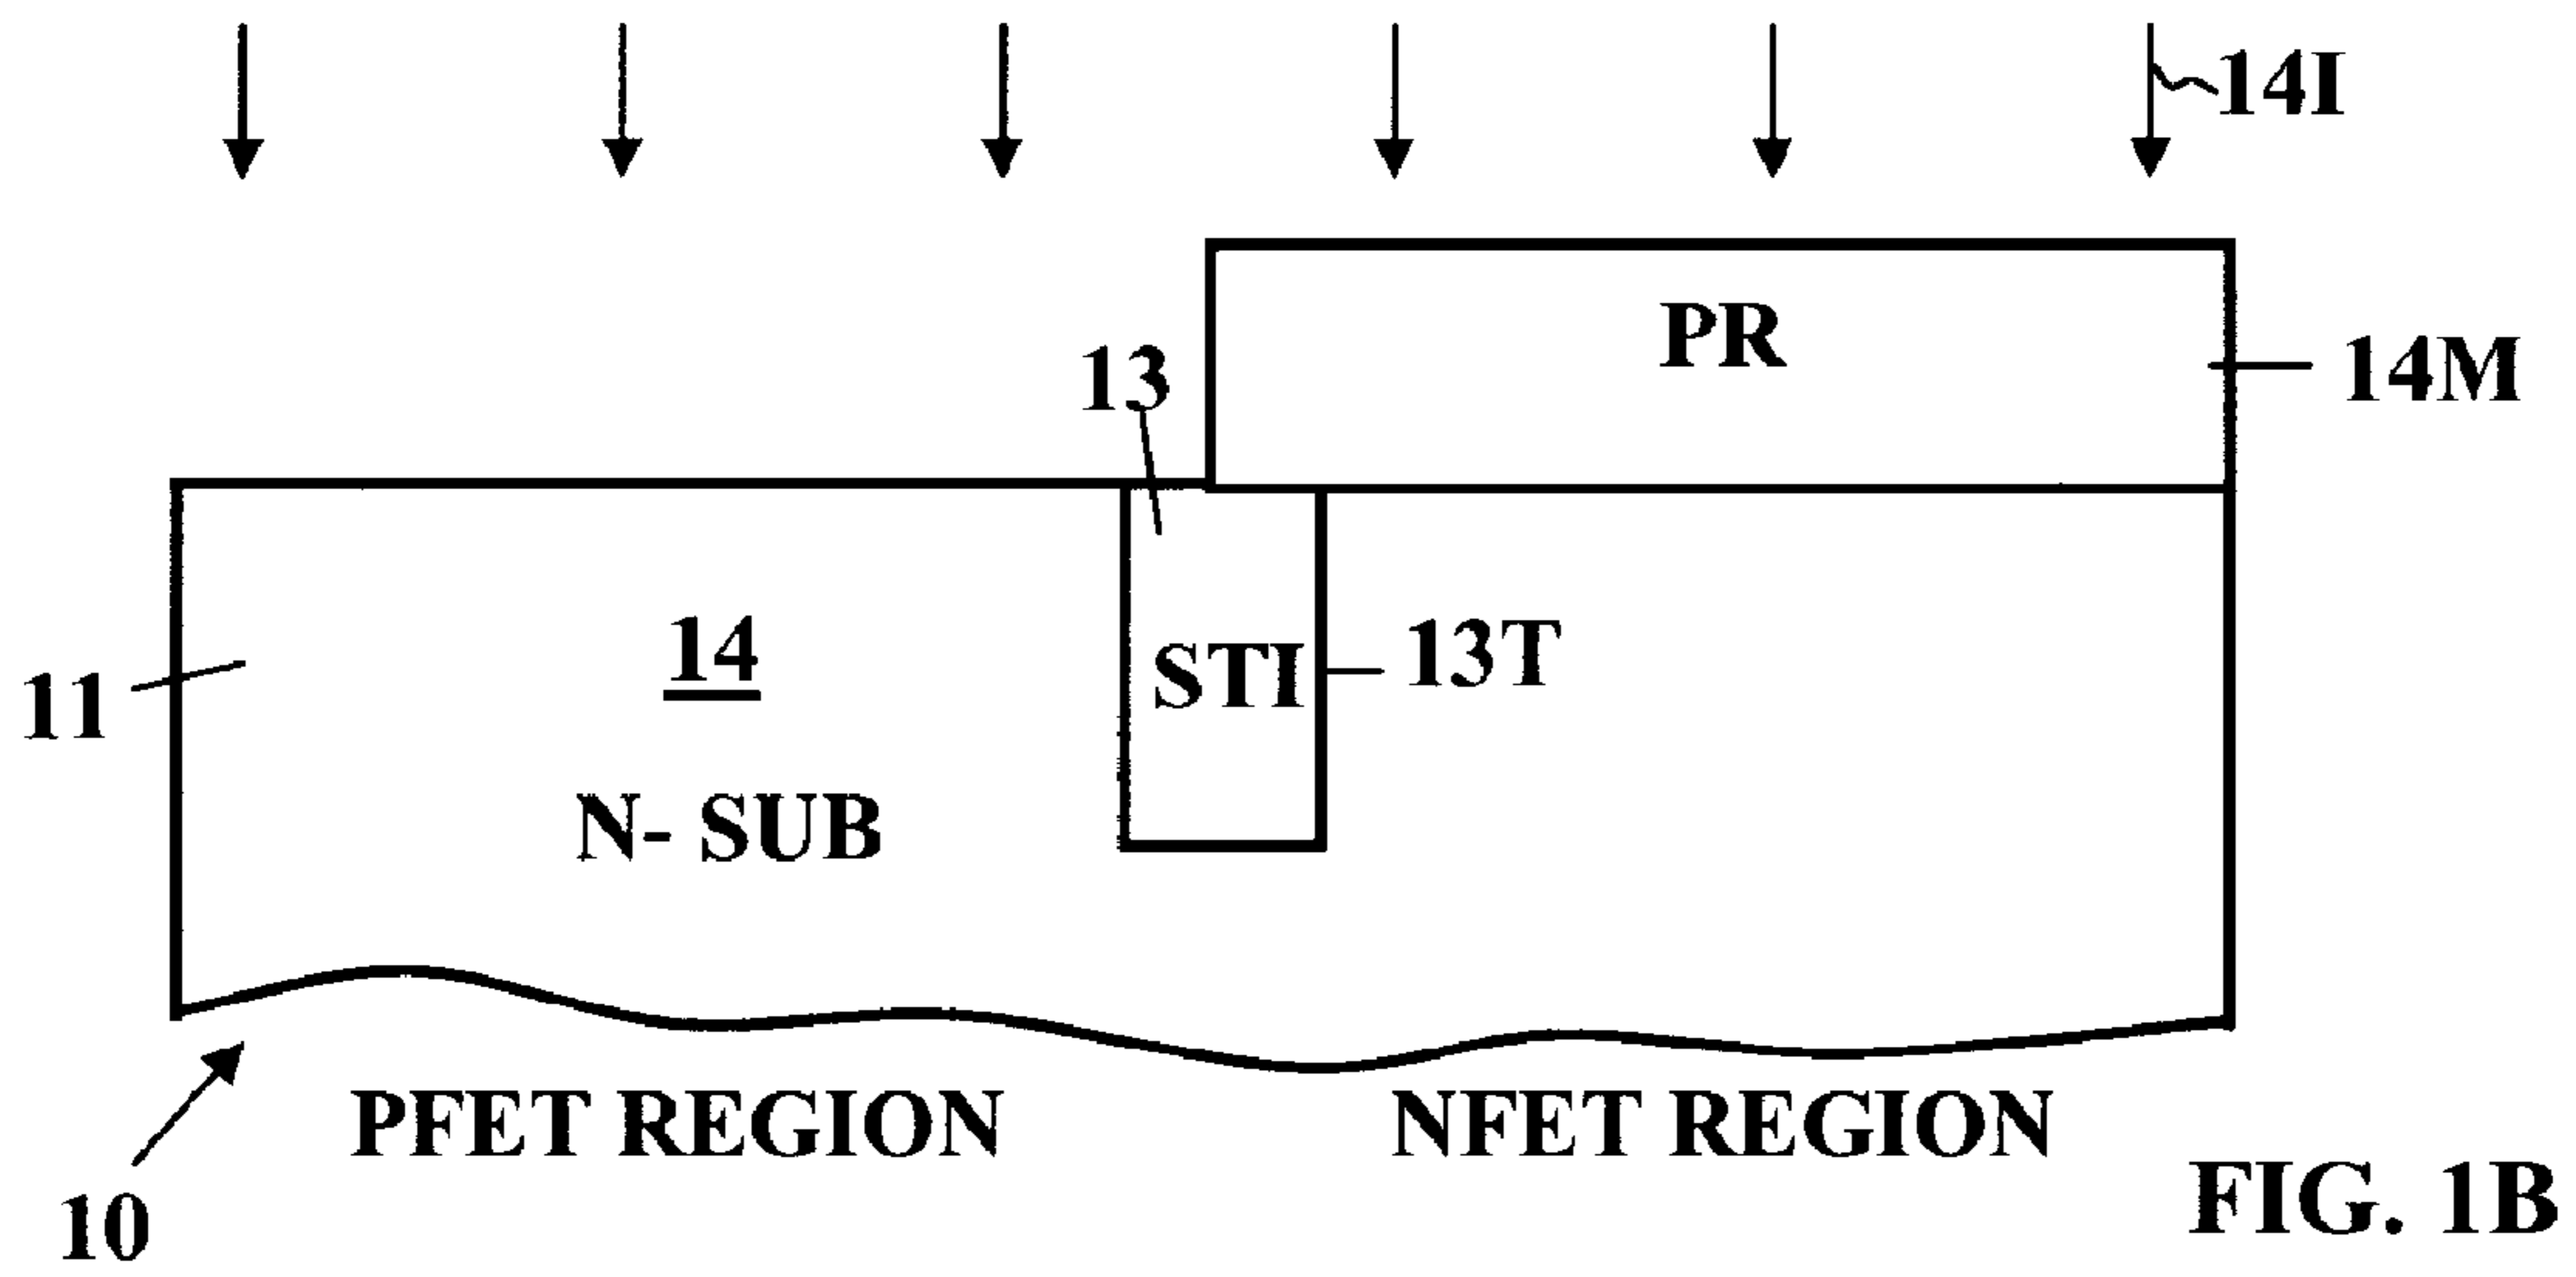 14I
PR
13
14M
14
STI
13T
11
N- SUB
PFET REGION
NFET REGION
10
FIG. 1B